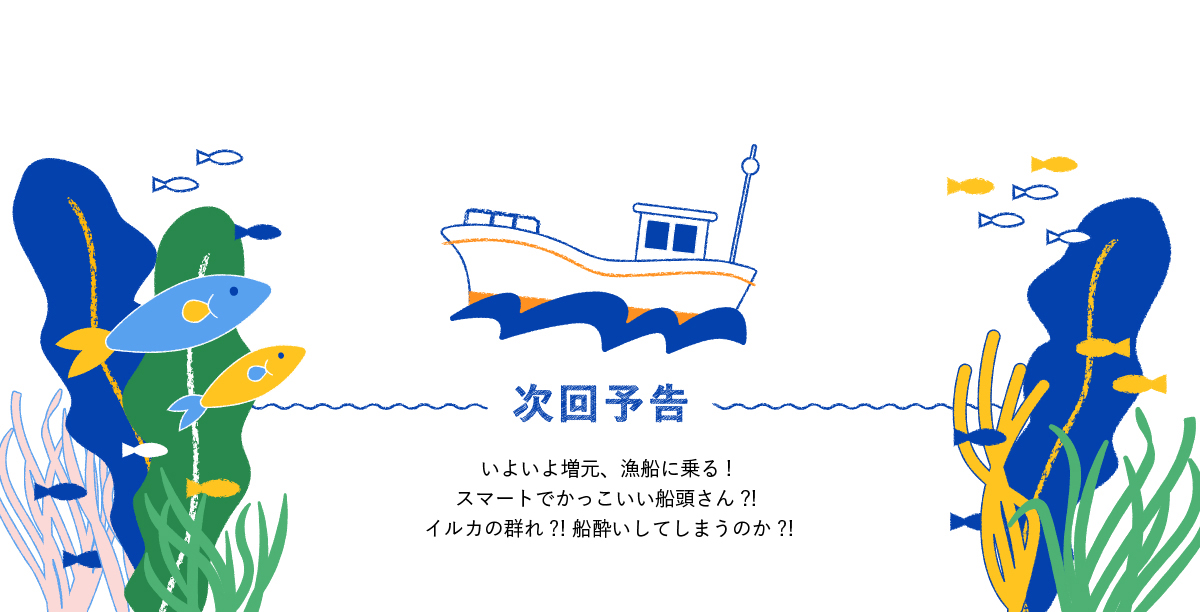 次回予告
いよいよ増元、漁船に乗る！
スマートでかっこいい船頭さん?!
イルカの群れ?! 船酔いしてしまうのか?!